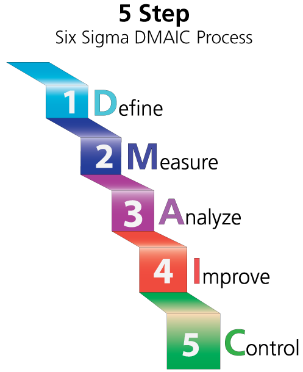 5 Step
Six Sigma DMAIC Process
1 Define
2 Measure
3 Analyze
4 Improve
5 Control